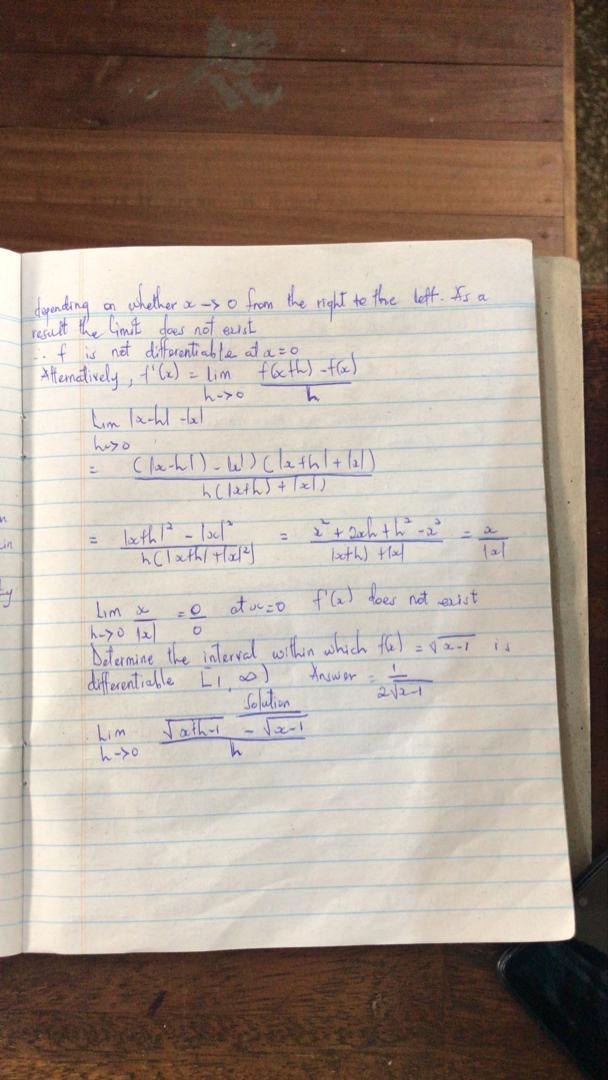 depending on whether x -> 0 from the right to the left. As a
result the limit does not exist
∴ f is not differentiable at x=0
Alternatively, f'(x) = lim f(x+h) - f(x) / h
h->0
Lim |x-h| - |x|
h->0
= (|x-h|) - |x|) (|x+h| + |x|) / h(|x+h) + |x|)
= |x+h|² - |x|² / h(|x+h| + |x|²) = x² + 2xh + h² - x² / |x+h) + |x| = x / |x|
Lim x / |x| = 0 / 0 at x=0 f'(x) does not exist
h->0
Determine the interval within which f(x) = √x-1 is
differentiable [1, ∞) Answer = 1 / 2√x-1
Solution
Lim √x+h-1 - √x-1 / h
h->0